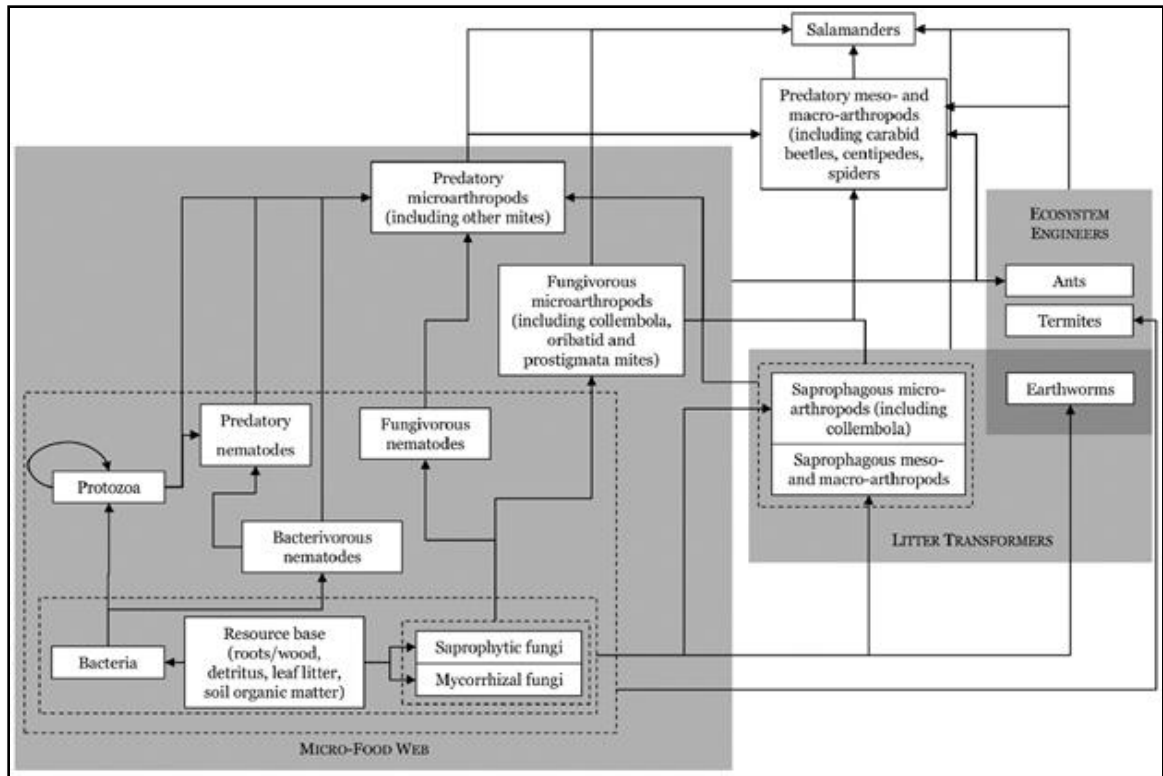 Salamanders
Predatory meso- and
macro-arthropods
(including carabid
beetles, centipedes,
spiders
Predatory
microarthropods
(including other mites)
ECOSYSTEM
ENGINEERS
Fungivorous
microarthropods
(including collembola,
oribatid and
prostigmata mites)
Ants
Termites
Saprophagous micro-
arthropods (including
collembola)
Earthworms
Predatory
nematodes
Fungivorous
nematodes
Saprophagous meso-
and macro-arthropods
Protozoa
Bacterivorous
nematodes
LITTER TRANSFORMERS
Bacteria
Resource base
(roots/wood,
detritus, leaf litter,
soil organic matter)
Saprophytic fungi
Mycorrhizal fungi
MICRO-FOOD WEB